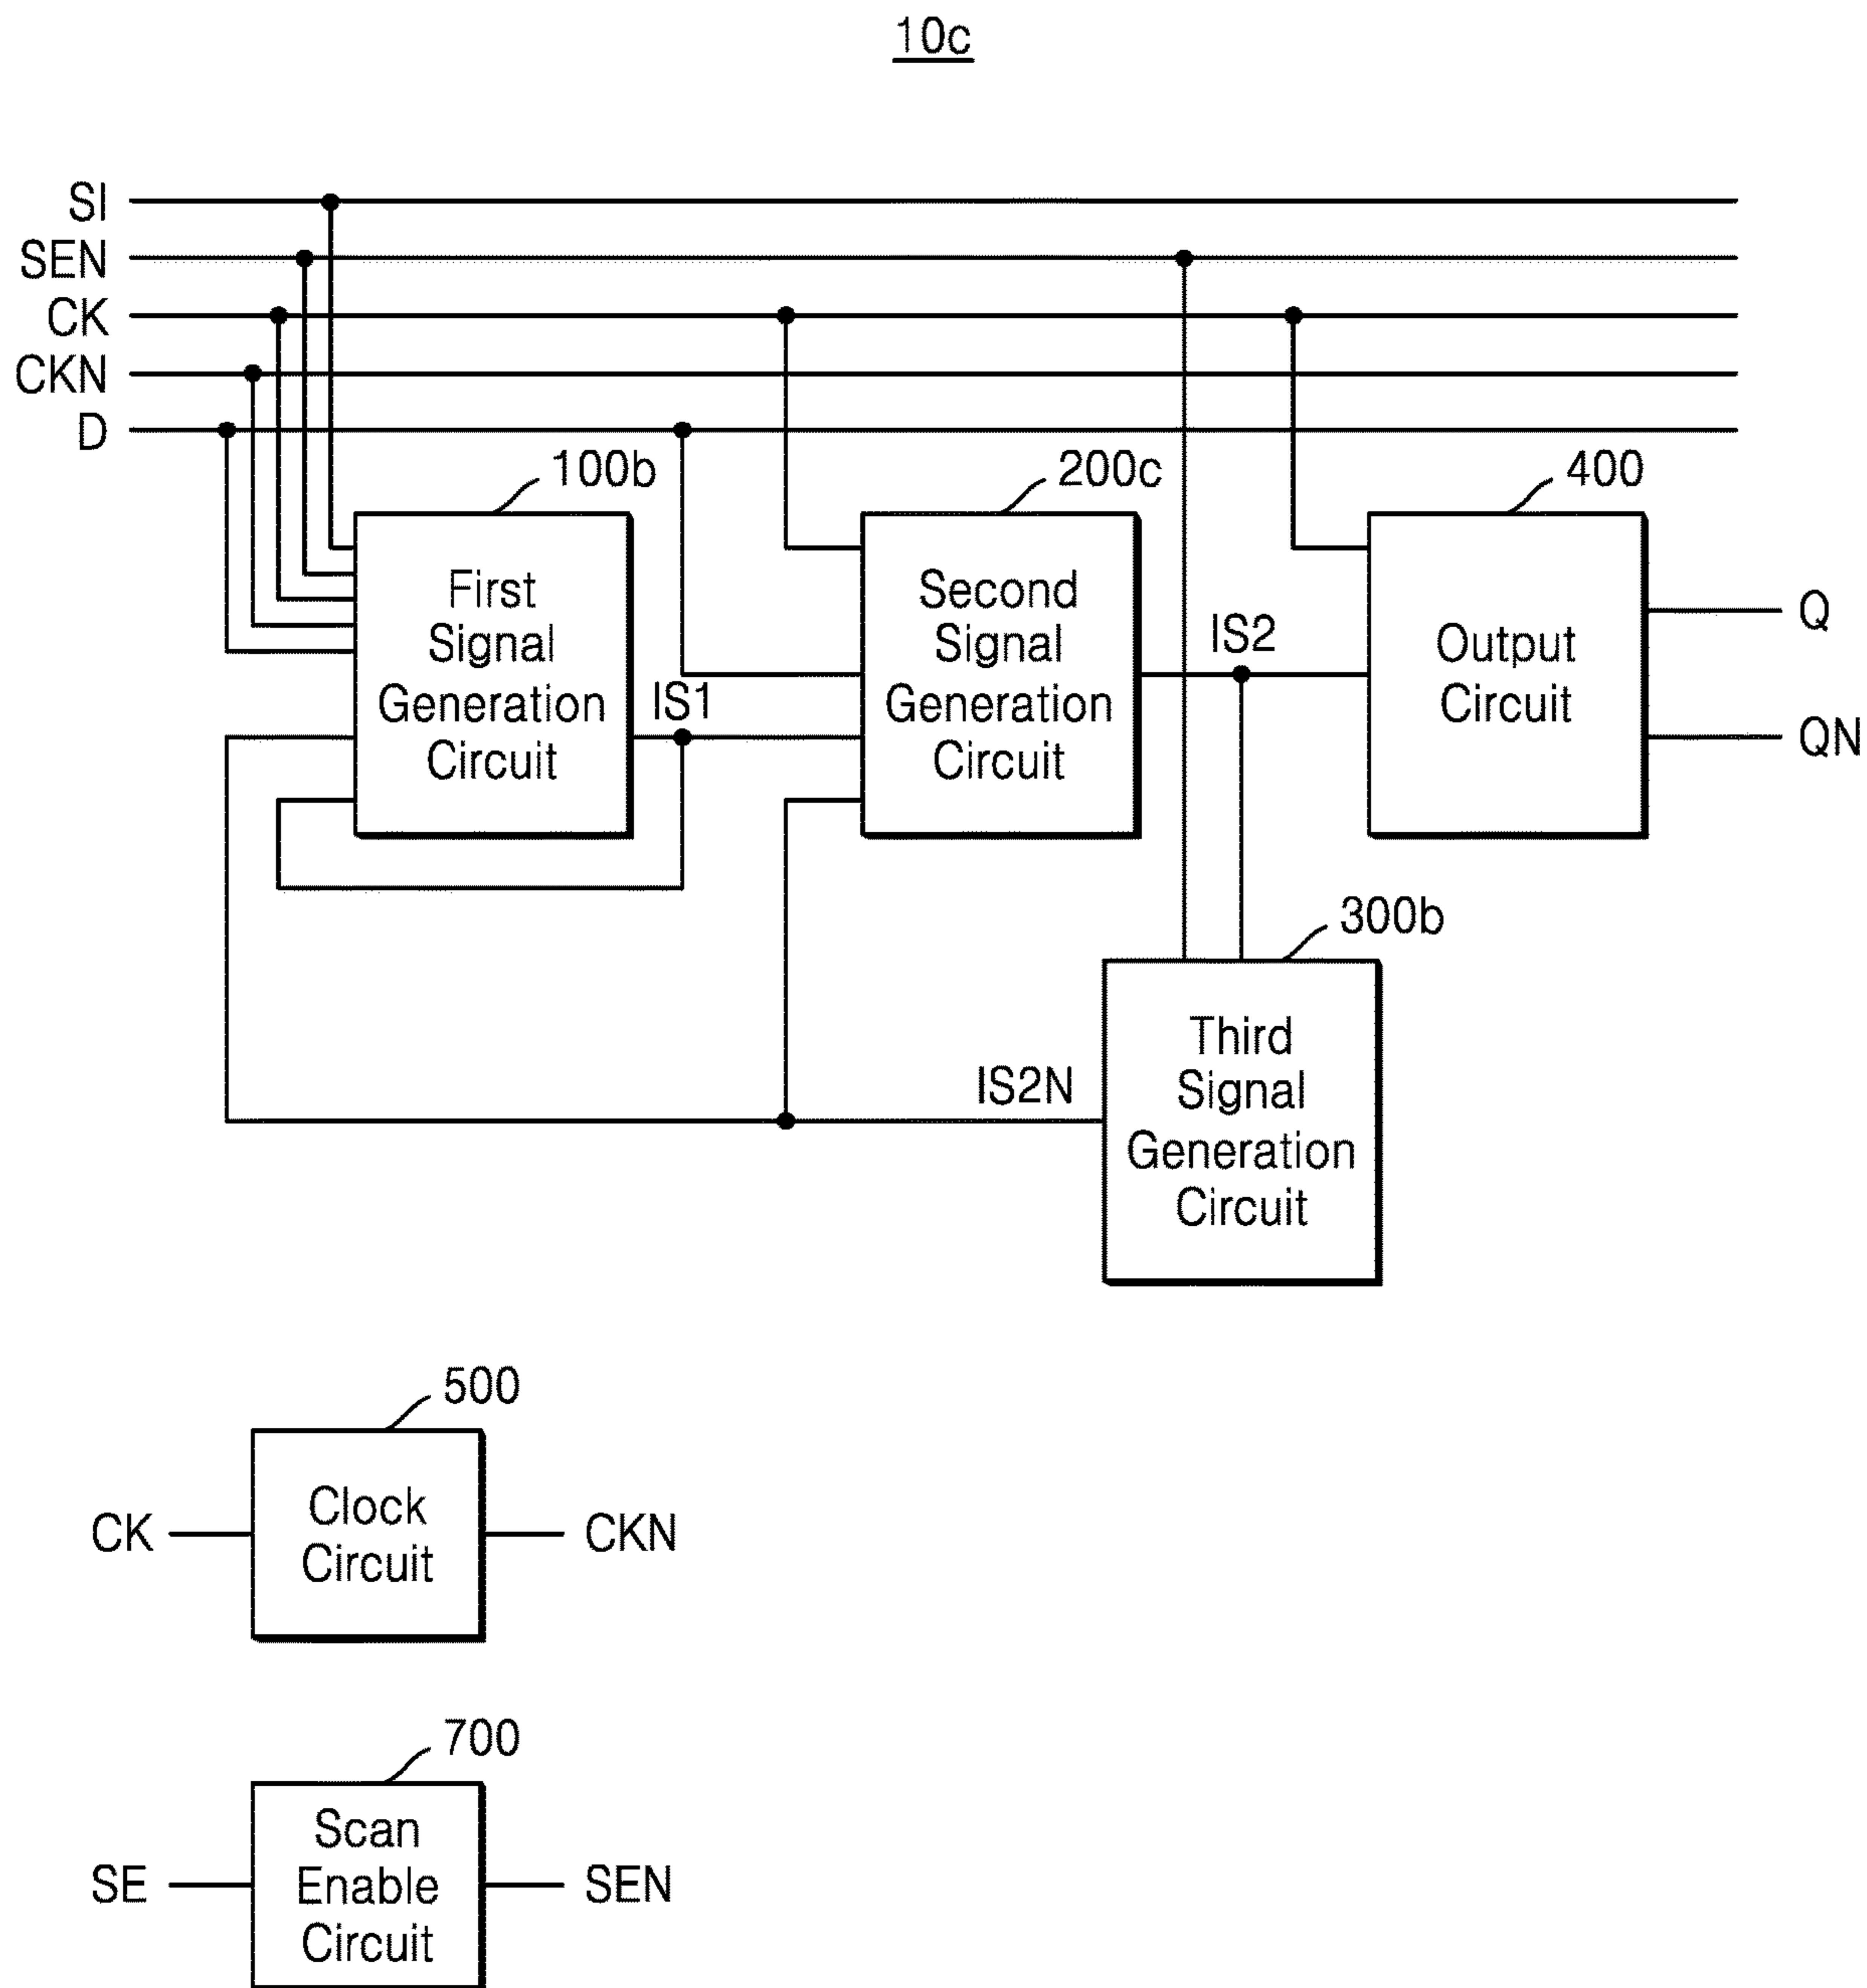 10c
SI
SEN
CK
CKN
D
100b
200c
400
First
Signal
Generation
Circuit
IS1
Second
Signal
Generation
Circuit
IS2
Output
Circuit
Q
QN
300b
Third
Signal
Generation
Circuit
IS2N
500
CK
Clock
Circuit
CKN
700
SE
Scan
Enable
Circuit
SEN